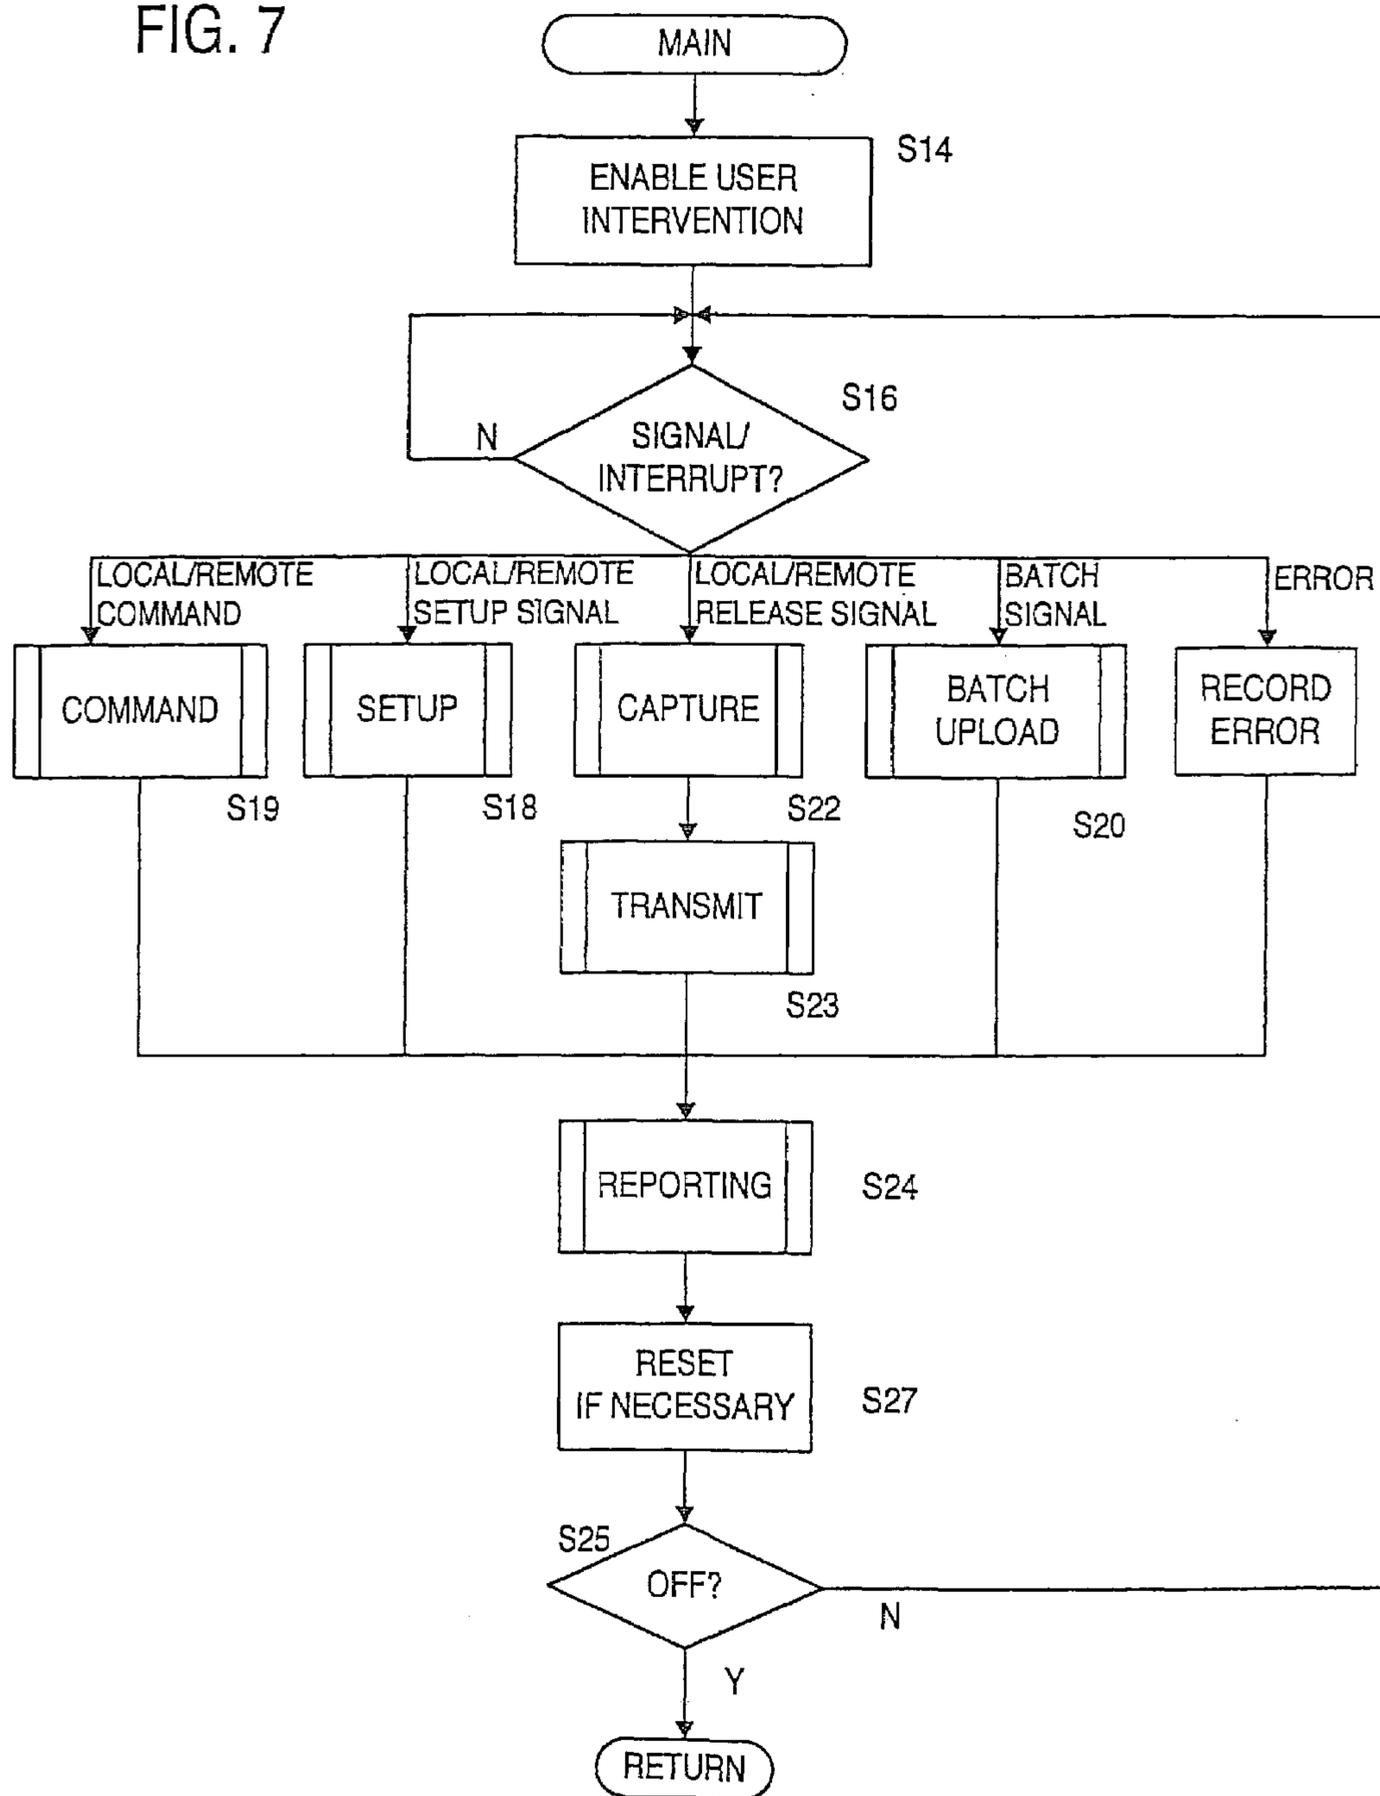 FIG. 7
MAIN
ENABLE USER
INTERVENTION
S14
SIGNAL/
INTERRUPT?
S16
N
LOCAL/REMOTE
COMMAND
LOCAL/REMOTE
SETUP SIGNAL
LOCAL/REMOTE
RELEASE SIGNAL
BATCH
SIGNAL
ERROR
COMMAND
SETUP
CAPTURE
BATCH
UPLOAD
RECORD
ERROR
S19
S18
S22
S20
TRANSMIT
S23
REPORTING
S24
RESET
IF NECESSARY
S27
S25
OFF?
N
Y
RETURN